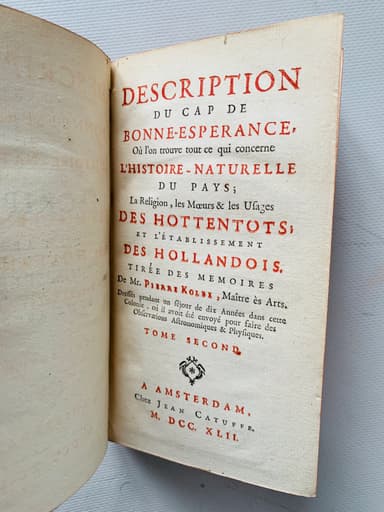 DESCRIPTION
DU CAP DE
BONNE-ESPERANCE,
Où l'on trouve tout ce qui concerne
L'HISTOIRE-NATURELLE
DU PAYS;
La Religion, les Mœurs & les Usages
DES HOTTENTOTS;
ET L'ÉTABLISSEMENT
DES HOLLANDOIS.
TIRÉE DES MEMOIRES
De Mr. PIERRE KOLBE, Maître ès Arts.
Dressés pendant un séjour de dix Années dans cette
Colonie, où il avoit été envoyé pour faire des
Observations Astronomiques & Physiques.
TOME SECOND.
A AMSTERDAM,
Chez JEAN CATUFFE.
M. DCC. XLII.